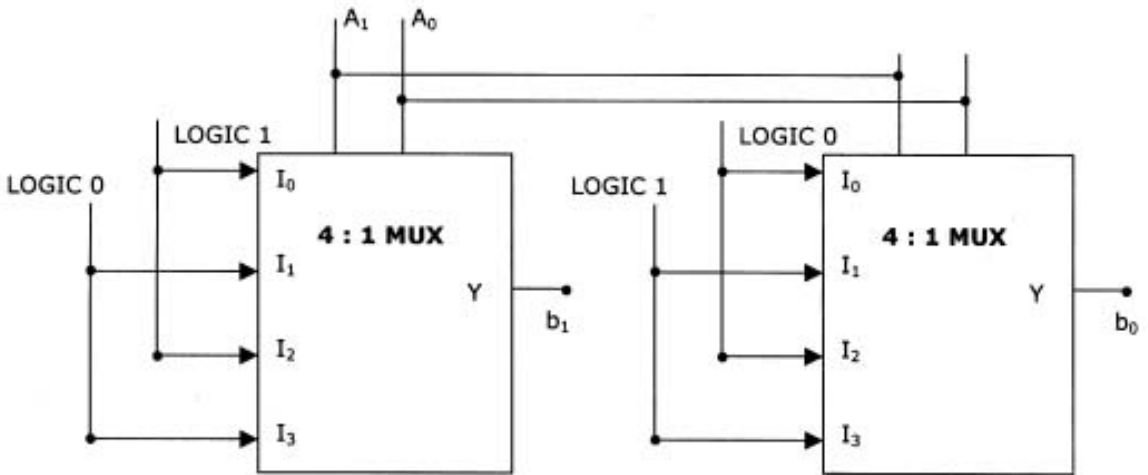 A₁ A₀
LOGIC 1
LOGIC 0
I₀
4 : 1 MUX
I₁
Y
b₁
I₂
I₃
LOGIC 0
LOGIC 1
I₀
4 : 1 MUX
I₁
Y
b₀
I₂
I₃